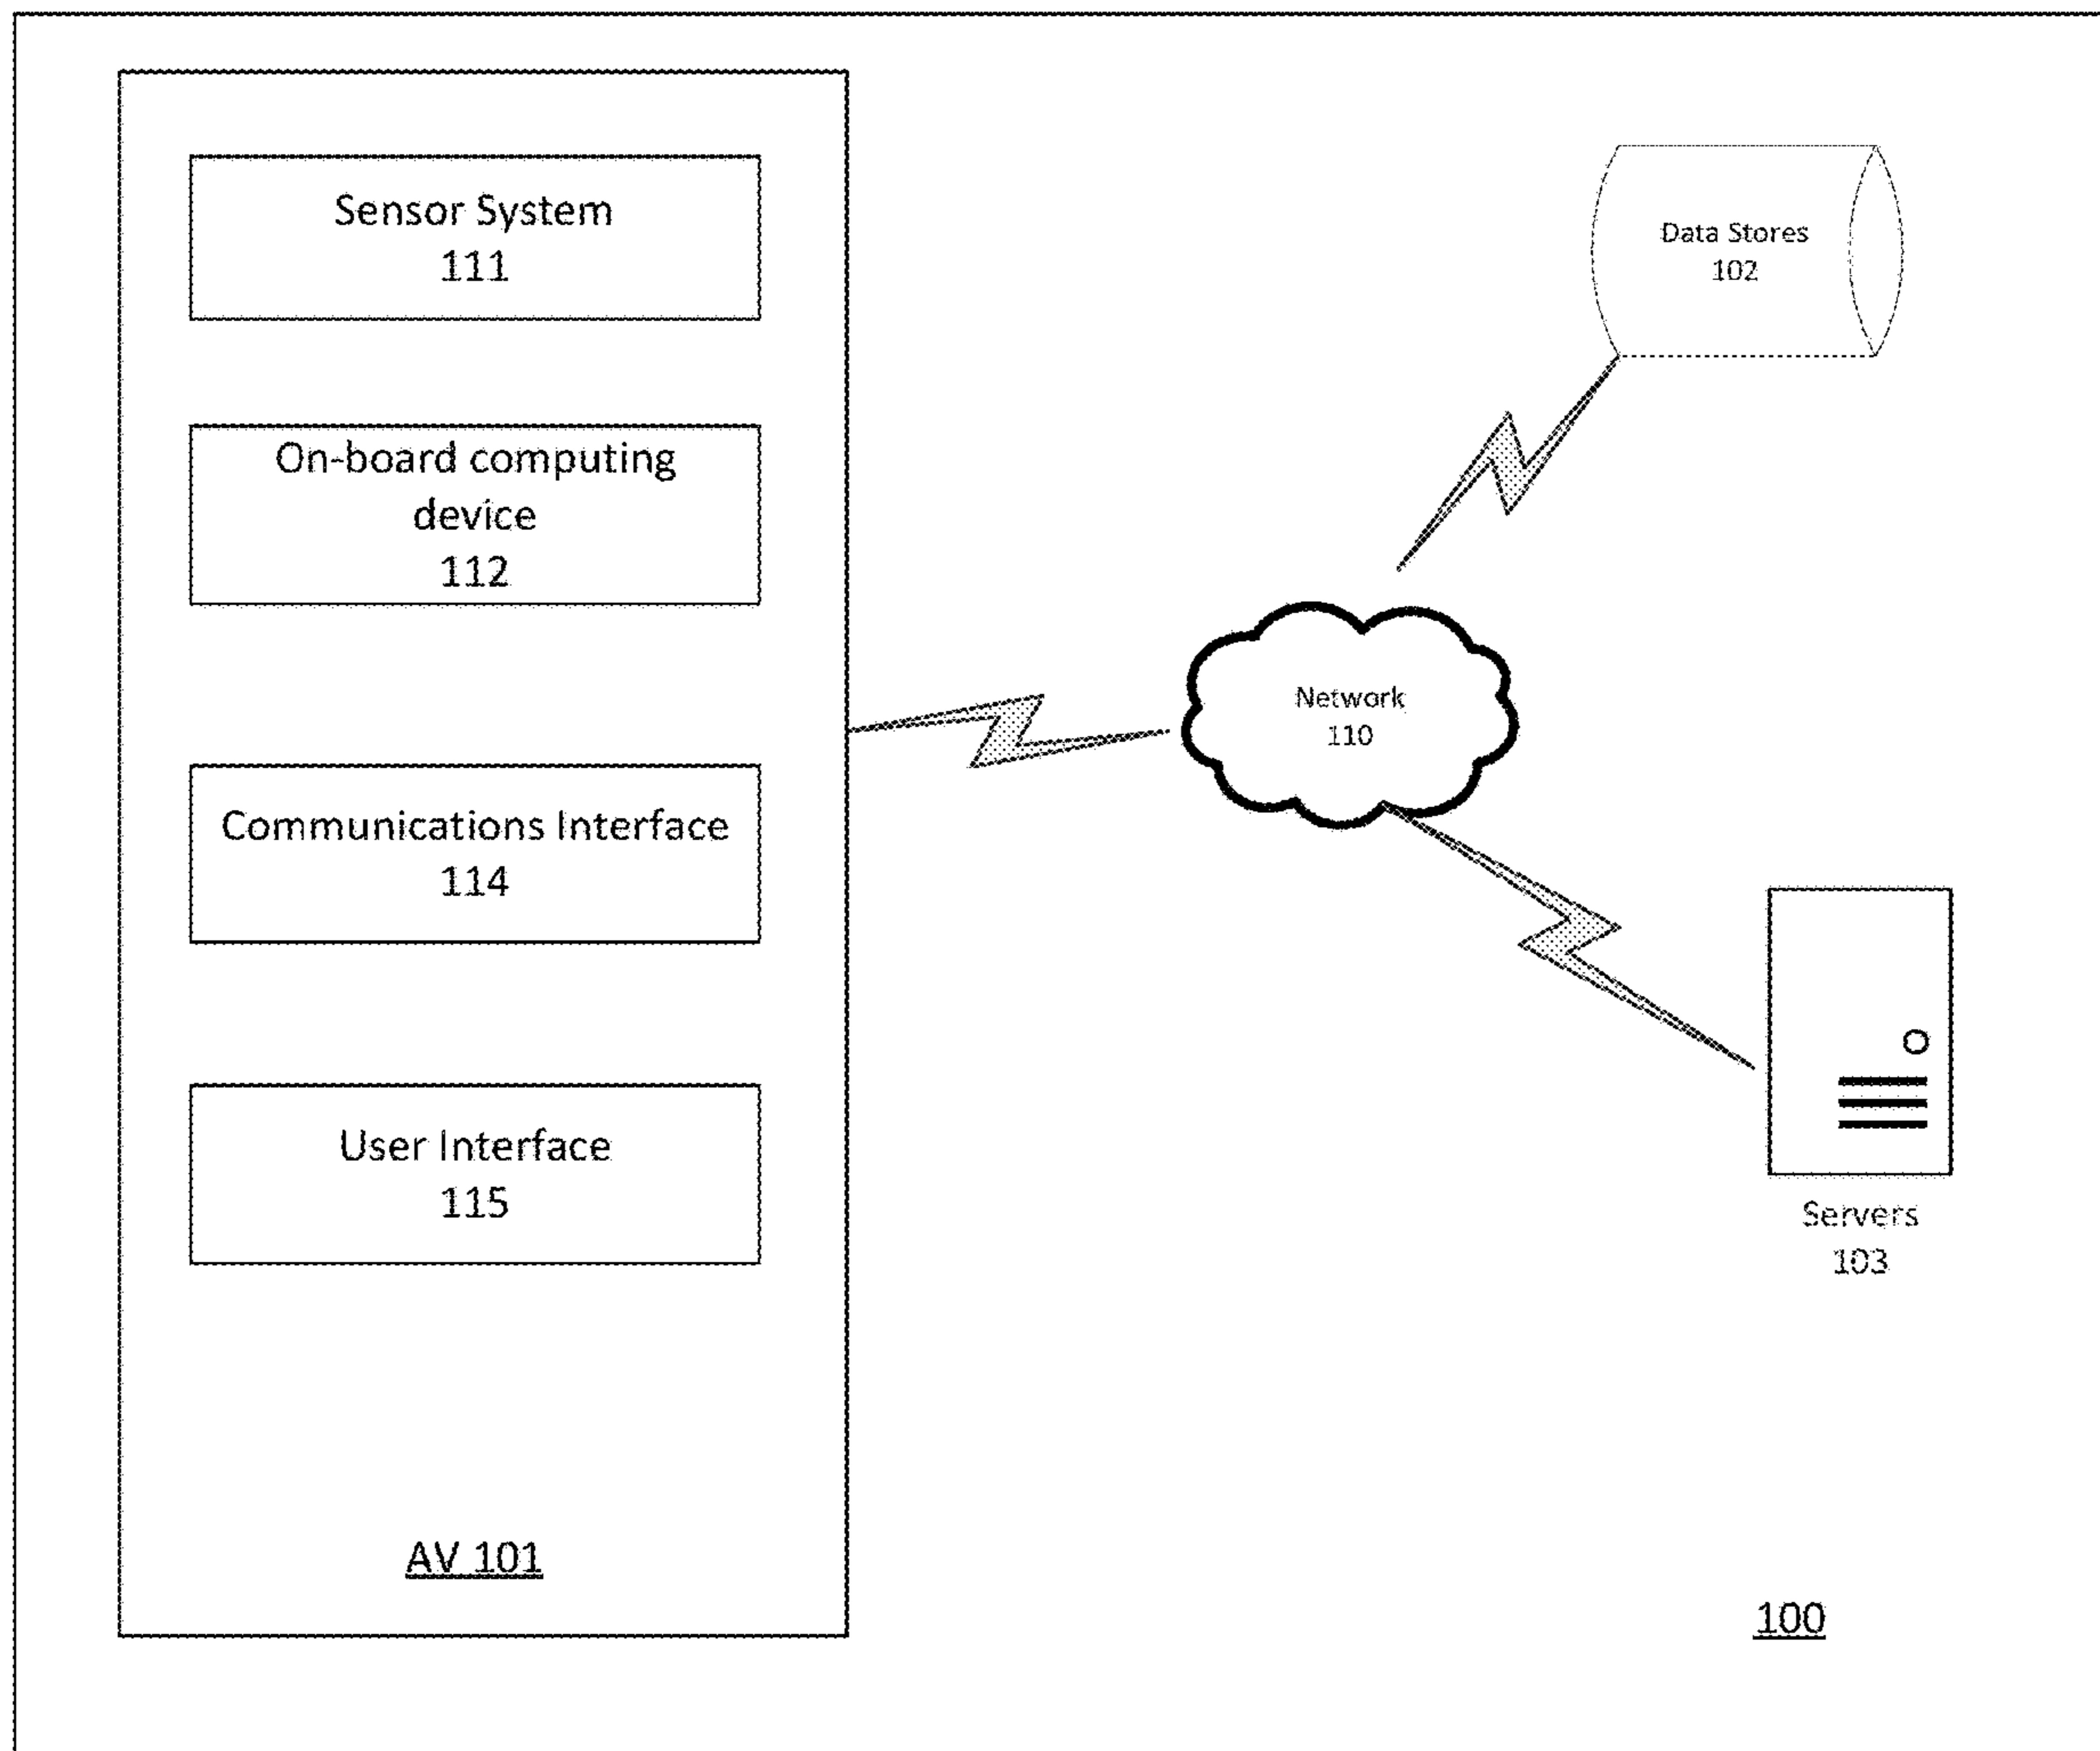 Sensor System
111
On-board computing
device
112
Communications Interface
114
User Interface
115
AV 101
Network
110
Data Stores
102
Servers
103
100